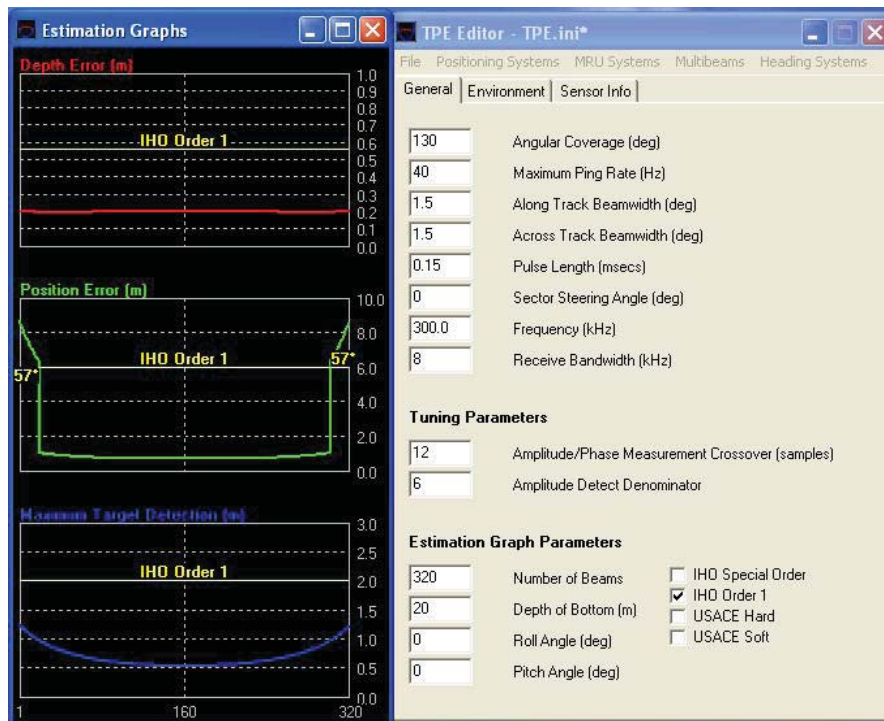 Estimation Graphs
Depth Error (m)
1.0
0.9
0.8
0.7
IHO Order 1
0.6
0.5
0.4
0.3
0.2
0.1
0.0
Position Error (m)
10.0
8.0
IHO Order 1
57°
57°
6.0
4.0
2.0
0.0
Maximum Target Detection (m)
3.0
2.5
IHO Order 1
2.0
1.5
1.0
0.5
0.0
1 160 320
TPE Editor - TPE.ini*
File Positioning Systems MRU Systems Multibeams Heading Systems
General Environment Sensor Info
130 Angular Coverage (deg)
40 Maximum Ping Rate (Hz)
1.5 Along Track Beamwidth (deg)
1.5 Across Track Beamwidth (deg)
0.15 Pulse Length (msecs)
0 Sector Steering Angle (deg)
300.0 Frequency (kHz)
8 Receive Bandwidth (kHz)
Tuning Parameters
12 Amplitude/Phase Measurement Crossover (samples)
6 Amplitude Detect Denominator
Estimation Graph Parameters
320 Number of Beams IHO Special Order
IHO Order 1
20 Depth of Bottom (m) USACE Hard
0 Roll Angle (deg) USACE Soft
0 Pitch Angle (deg)